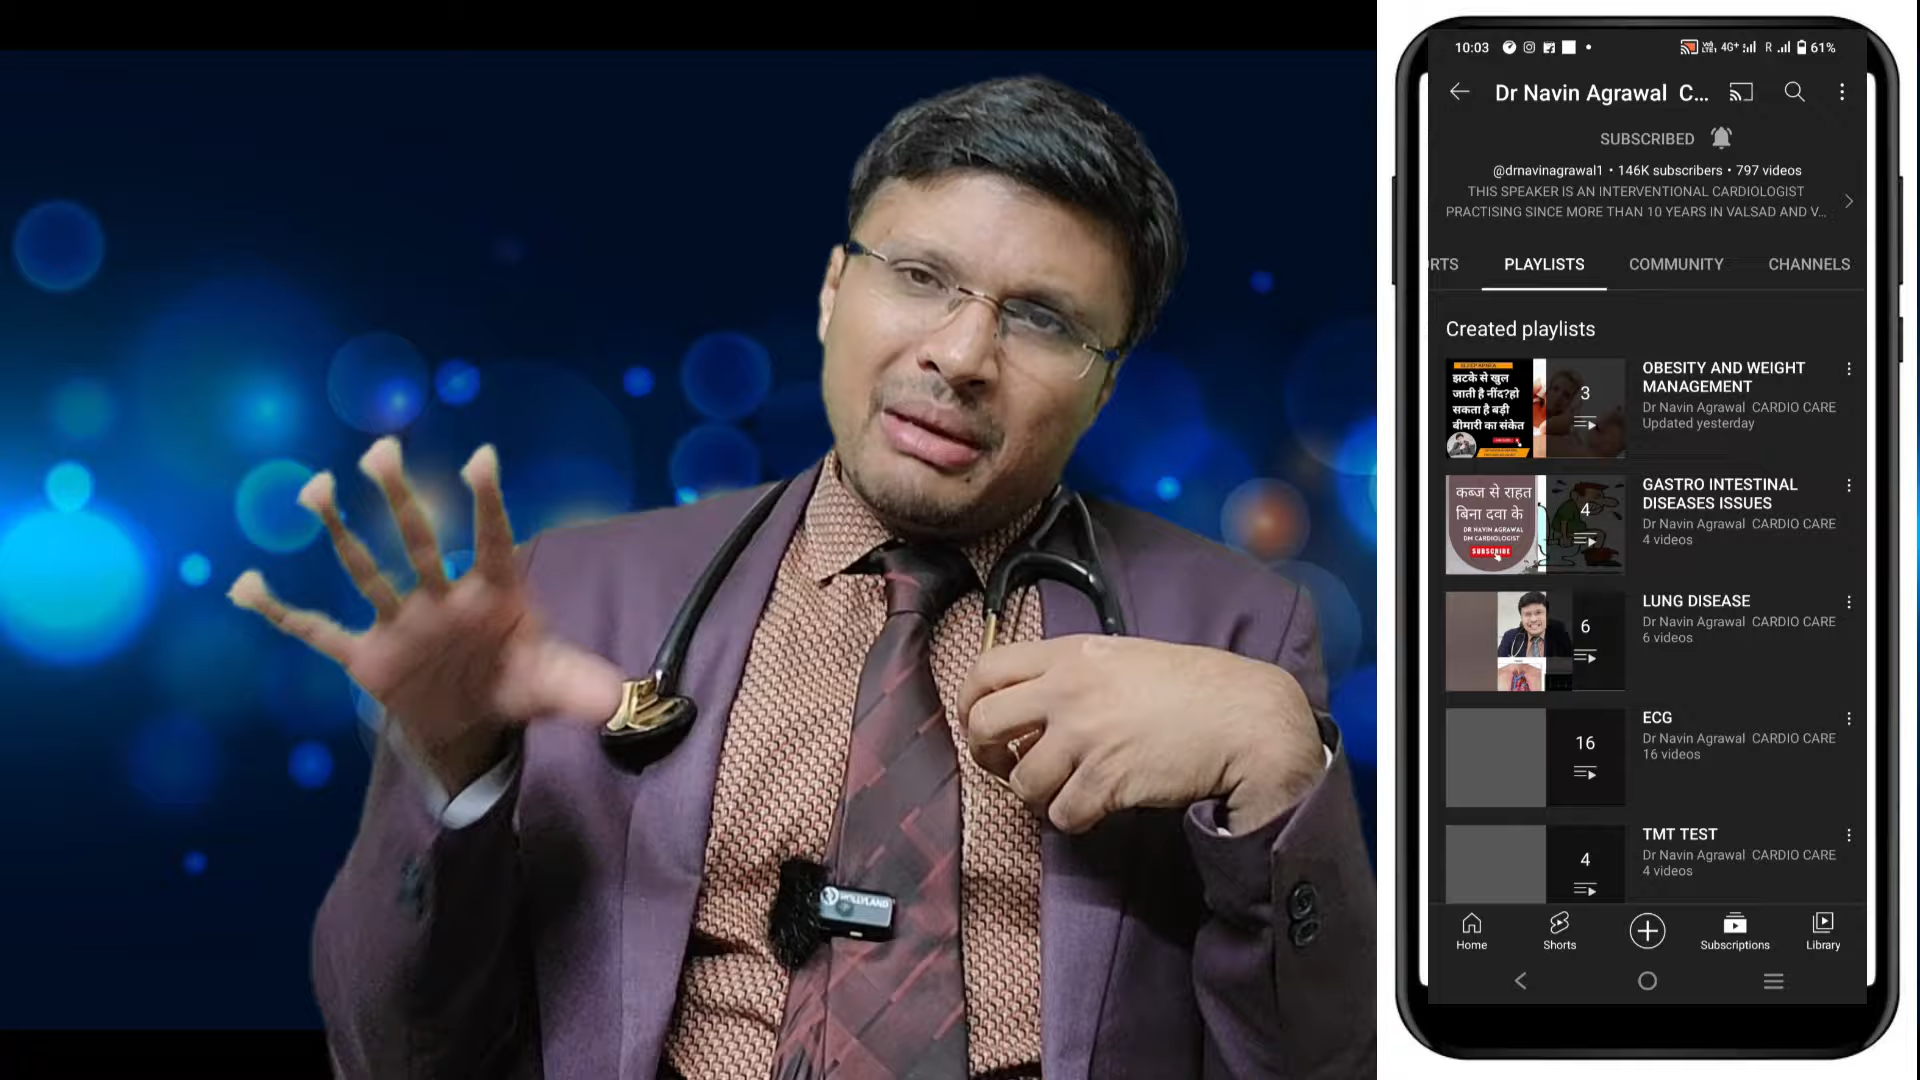 10:03
4G+
R
61%
Dr Navin Agrawal C...
SUBSCRIBED
@drnavinagrawal1 • 146K subscribers • 797 videos
THIS SPEAKER IS AN INTERVENTIONAL CARDIOLOGIST
PRACTISING SINCE MORE THAN 10 YEARS IN VALSAD AND V...
RTS
PLAYLISTS
COMMUNITY
CHANNELS
Created playlists
SLEEP APNEA
झटके से खुल
जाती है नींद?हो
सकता है बड़ी
बीमारी का संकेत
3
OBESITY AND WEIGHT
MANAGEMENT
Dr Navin Agrawal CARDIO CARE
Updated yesterday
कब्ज से राहत
बिना दवा के
DR NAVIN AGRAWAL
DM CARDIOLOGIST
SUBSCRIBE
4
GASTRO INTESTINAL
DISEASES ISSUES
Dr Navin Agrawal CARDIO CARE
4 videos
6
LUNG DISEASE
Dr Navin Agrawal CARDIO CARE
6 videos
16
ECG
Dr Navin Agrawal CARDIO CARE
16 videos
4
TMT TEST
Dr Navin Agrawal CARDIO CARE
4 videos
Home
Shorts
Subscriptions
Library
HOLLYLAND